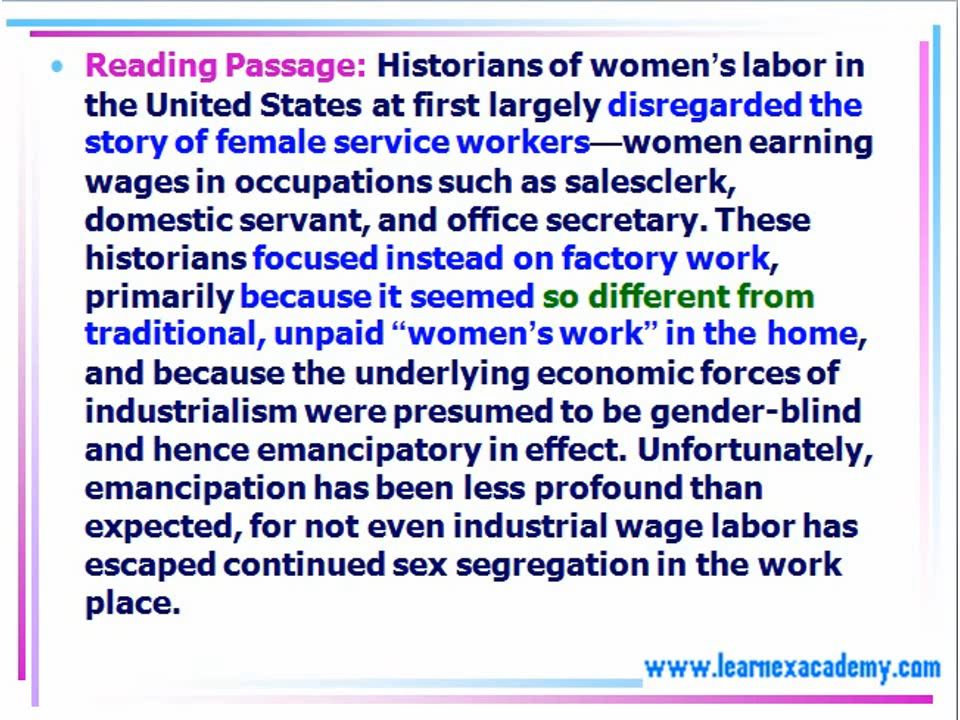 • Reading Passage: Historians of women’s labor in
the United States at first largely disregarded the
story of female service workers—women earning
wages in occupations such as salesclerk,
domestic servant, and office secretary. These
historians focused instead on factory work,
primarily because it seemed so different from
traditional, unpaid “women’s work” in the home,
and because the underlying economic forces of
industrialism were presumed to be gender-blind
and hence emancipatory in effect. Unfortunately,
emancipation has been less profound than
expected, for not even industrial wage labor has
escaped continued sex segregation in the work
place.
www.learnexacademy.com